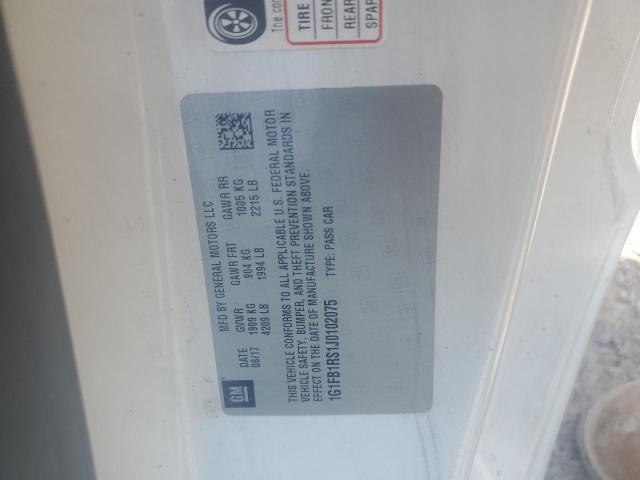 The con
TIRE
FRON
REAR
SPAR
MFD BY GENERAL MOTORS LLC
DATE GVWR GAWR FRT GAWR RR
06/17 1909 KG 904 KG 1005 KG
4209 LB 1994 LB 2215 LB
GM
THIS VEHICLE CONFORMS TO ALL APPLICABLE U.S. FEDERAL MOTOR
VEHICLE SAFETY, BUMPER, AND THEFT PREVENTION STANDARDS IN
EFFECT ON THE DATE OF MANUFACTURE SHOWN ABOVE.
1G1FB1RS1J0102075 TYPE: PASS CAR